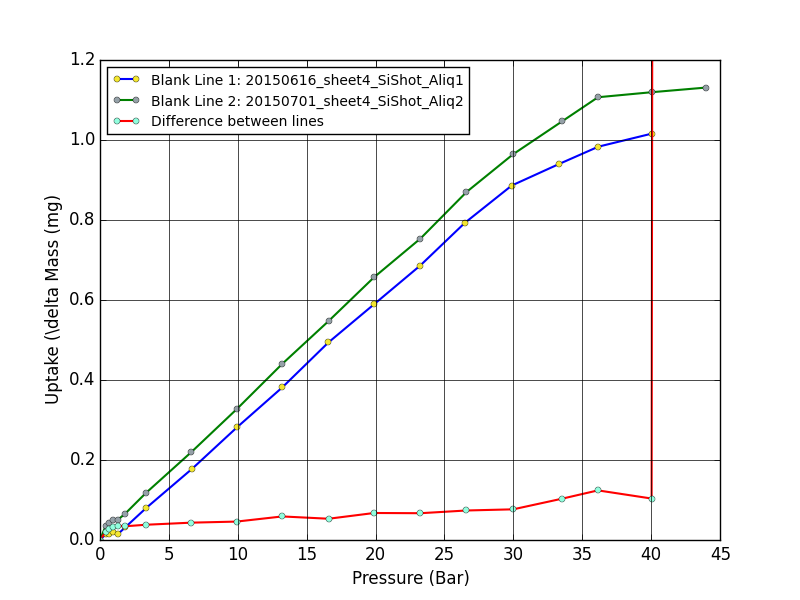 1.2
1.0
0.8
0.6
0.4
0.2
0.0
0 5 10 15 20 25 30 35 40 45
Pressure (Bar)
Uptake (\delta Mass (mg)
Blank Line 1: 20150616_sheet4_SiShot_Aliq1
Blank Line 2: 20150701_sheet4_SiShot_Aliq2
Difference between lines